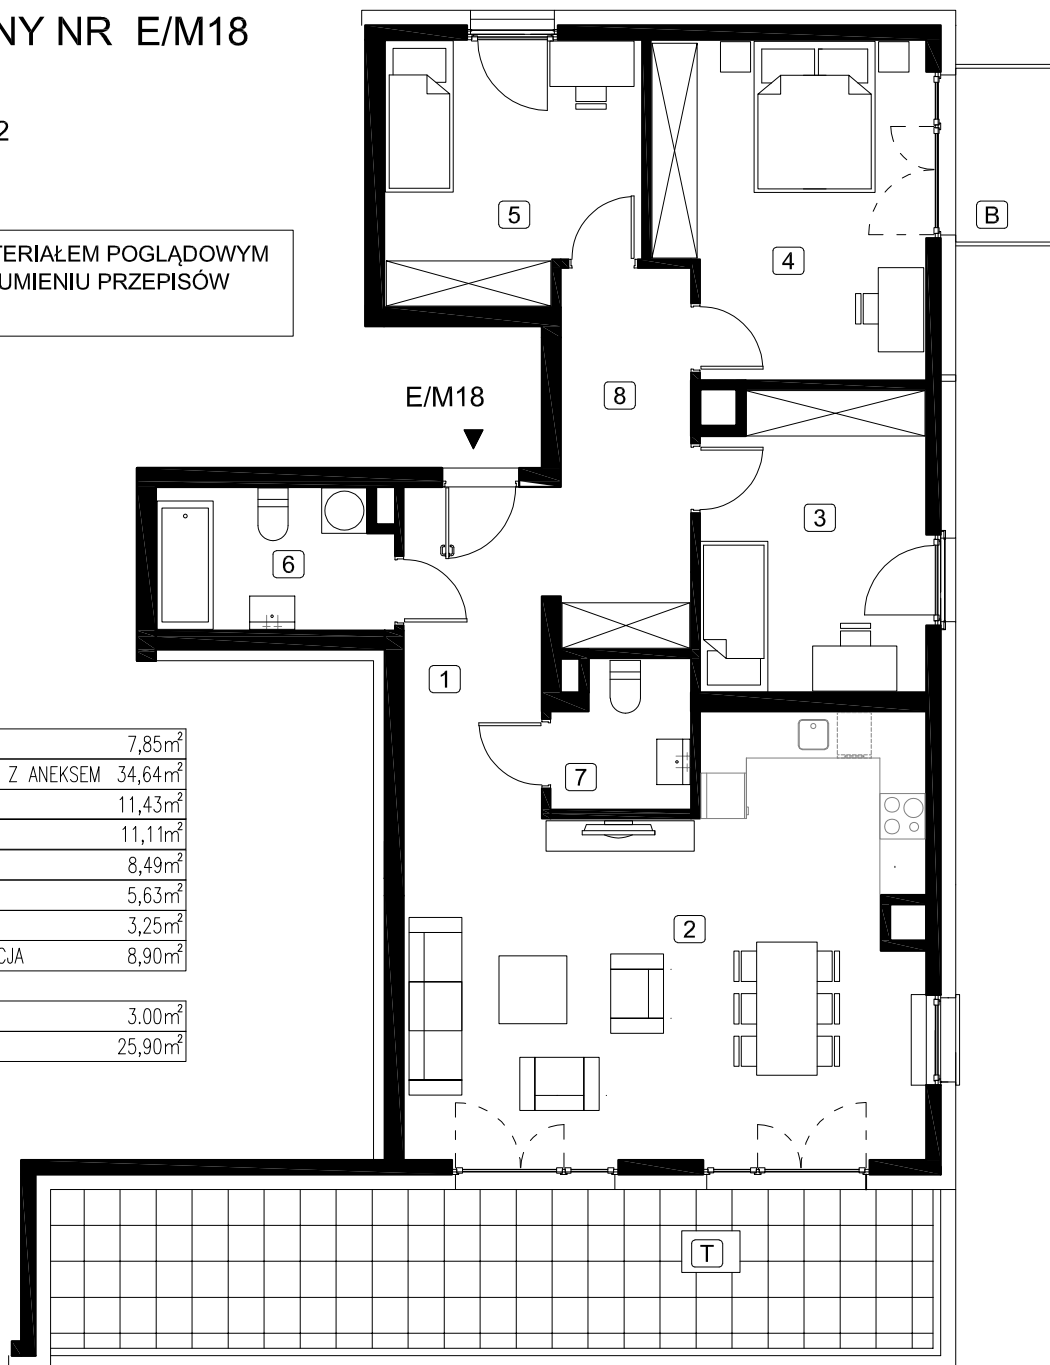 NY NR E/M18
2
TERIAŁEM POGLĄDOWYM
UMIENIU PRZEPISÓW
5
4
B
E/M18
8
3
6
1
7
7,85m²
Z ANEKSEM 34,64m²
11,43m²
11,11m²
8,49m²
5,63m²
3,25m²
CJA 8,90m²
2
3.00m²
25,90m²
T